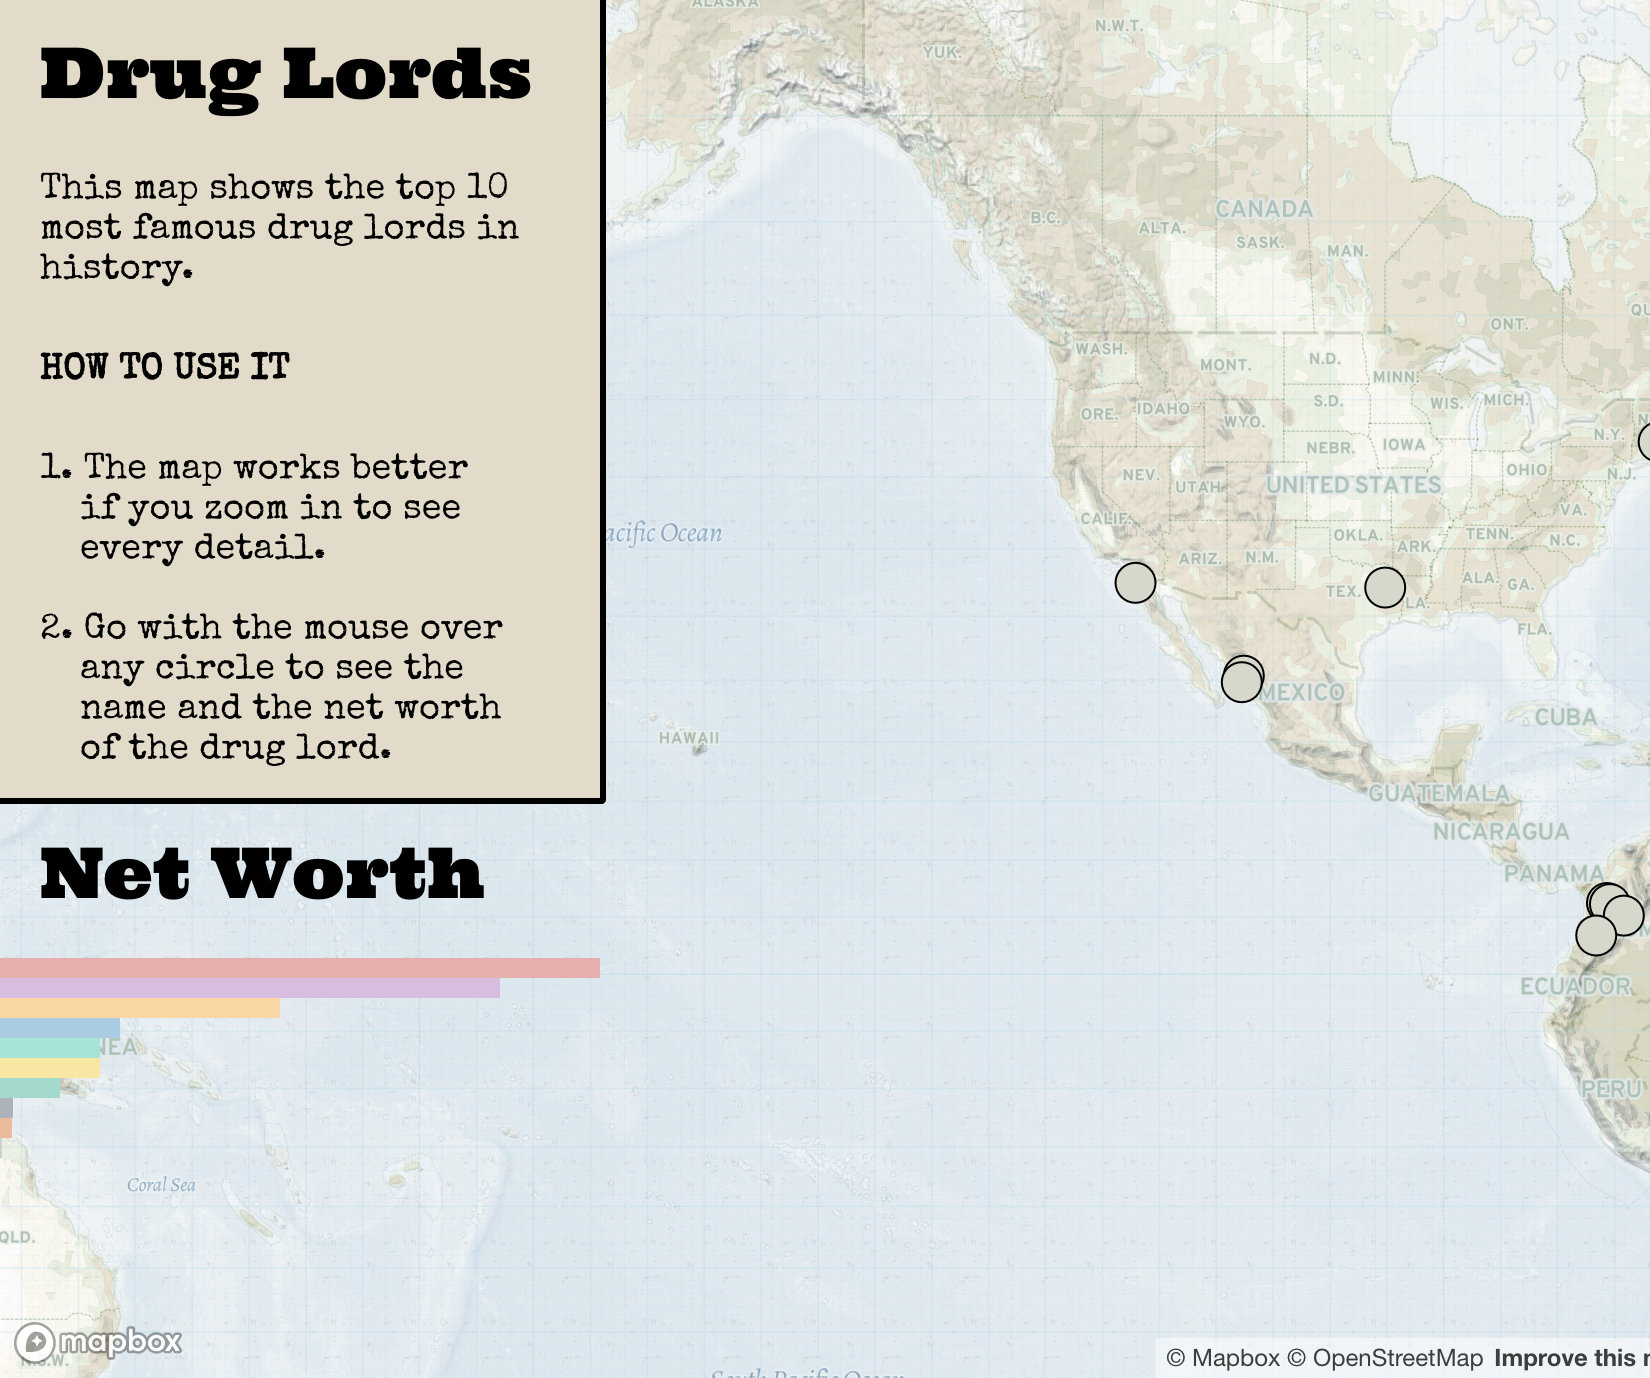 Drug Lords
This map shows the top 10
most famous drug lords in
history.
HOW TO USE IT
1. The map works better
if you zoom in to see
every detail.
2. Go with the mouse over
any circle to see the
name and the net worth
of the drug lord.
Net Worth
ALASKA
N.W.T.
YUK.
CANADA
B.C.
ALTA.
SASK.
MAN.
ONT.
WASH.
MONT.
N.D.
MINN.
ORE.
IDAHO
WYO.
S.D.
WIS.
MICH.
N.Y.
NEBR.
IOWA
OHIO
N.J.
NEV.
UTAH
UNITED STATES
CALIF.
VA.
OKLA.
ARK.
TENN.
N.C.
ARIZ.
N.M.
TEX.
LA.
ALA.
GA.
FLA.
acific Ocean
MEXICO
CUBA
HAWAII
GUATEMALA
NICARAGUA
PANAMA
ECUADOR
PERU
NEA
Coral Sea
QLD.
N.S.W.
mapbox
South Pacific Ocean
© Mapbox © OpenStreetMap Improve this